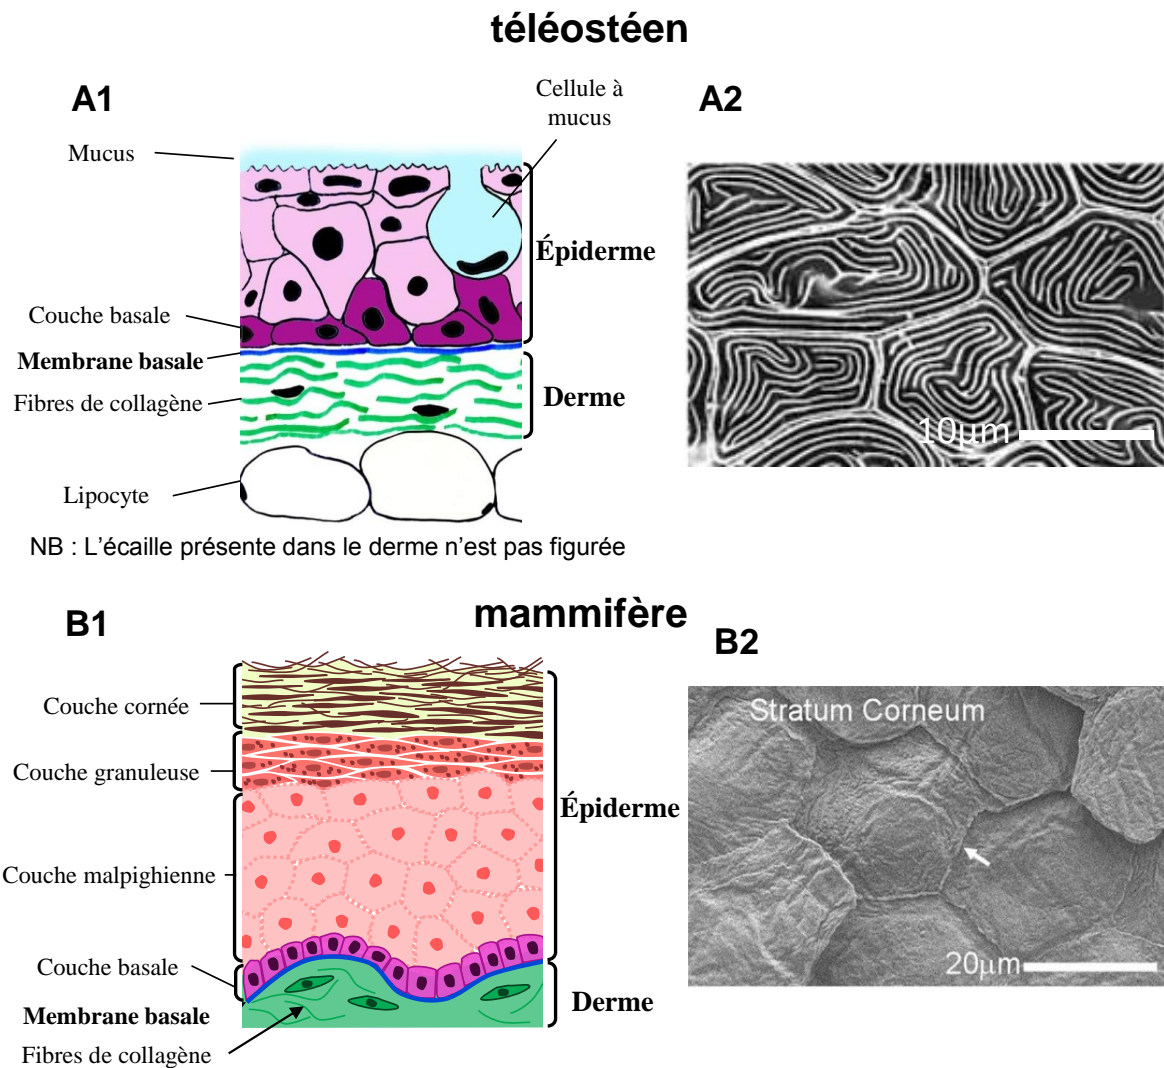 téléostéen
A1
Cellule à
mucus
A2
Mucus
Épiderme
Couche basale
Membrane basale
Fibres de collagène
Derme
10µm
Lipocyte
NB : L'écaille présente dans le derme n'est pas figurée
mammifère
B1
B2
Couche cornée
Stratum Corneum
Couche granuleuse
Épiderme
Couche malpighienne
Couche basale
20µm
Membrane basale
Derme
Fibres de collagène